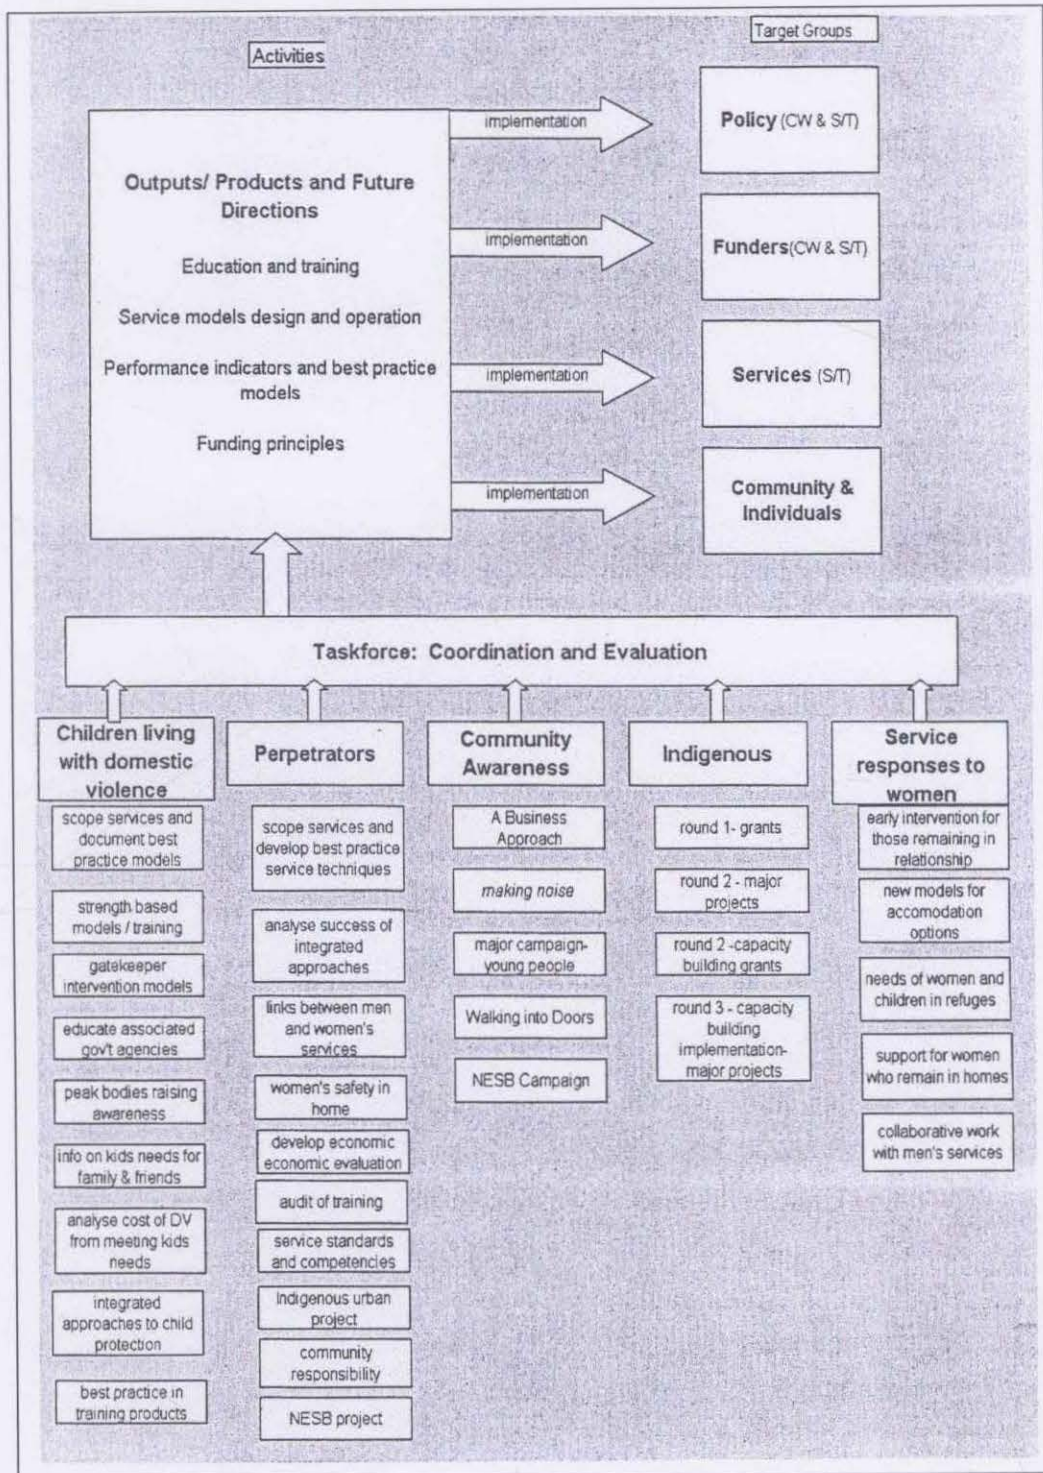 Activities
Target Groups
Outputs/ Products and Future
Directions
Education and training
Service models design and operation
Performance indicators and best practice
models
Funding principles
implementation
Policy (CW & S/T)
implementation
Funders(CW & S/T)
implementation
Services (S/T)
implementation
Community &
Individuals
Taskforce: Coordination and Evaluation
Children living
with domestic
violence
scope services and
document best
practice models
strength based
models / training
gatekeeper
intervention models
educate associated
gov't agencies
peak bodies raising
awareness
info on kids needs for
family & friends
analyse cost of DV
from meeting kids
needs
integrated
approaches to child
protection
best practice in
training products
Perpetrators
scope services and
develop best practice
service techniques
analyse success of
integrated
approaches
links between men
and women's
services
women's safety in
home
develop economic
economic evaluation
audit of training
service standards
and competencies
Indigenous urban
project
community
responsibility
NESB project
Community
Awareness
A Business
Approach
making noise
major campaign-
young people
Walking into Doors
NESB Campaign
Indigenous
round 1- grants
round 2 - major
projects
round 2 -capacity
building grants
round 3 - capacity
building
implementation-
major projects
Service
responses to
women
early intervention for
those remaining in
relationship
new models for
accomodation
options
needs of women and
children in refuges
support for women
who remain in homes
collaborative work
with men's services